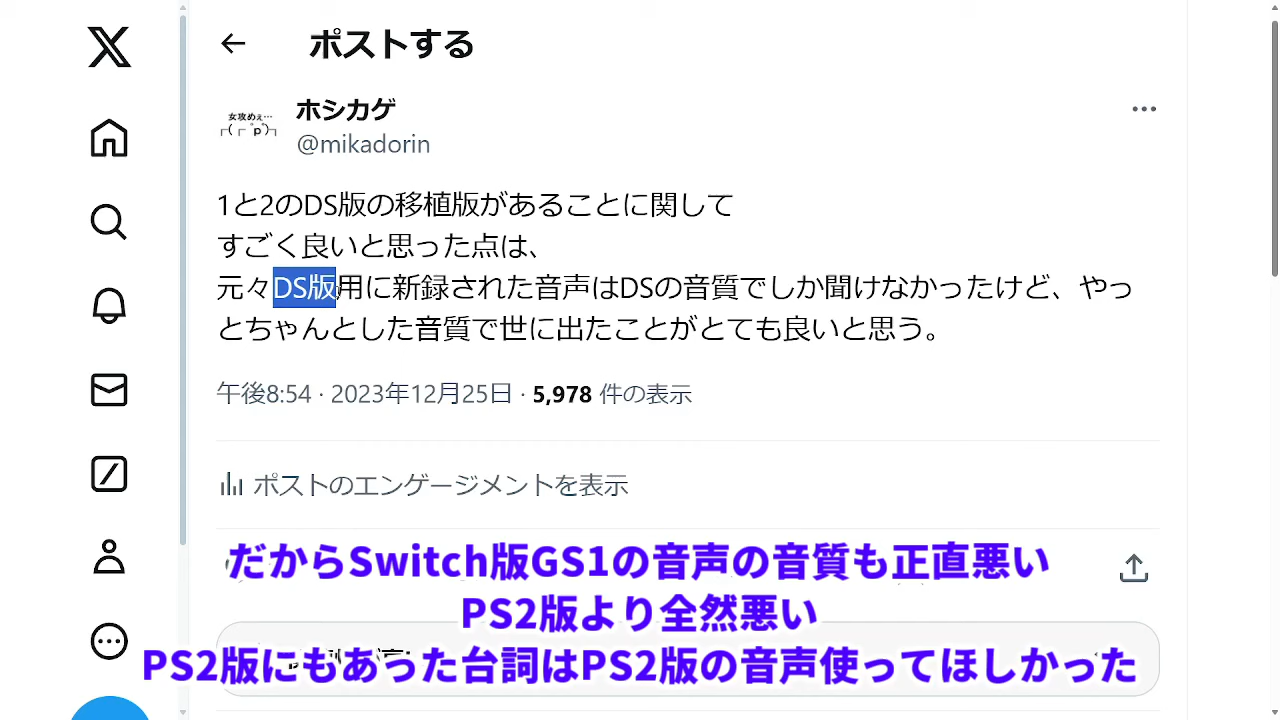 ポストする
女攻めぇ…
ホシカゲ
@mikadorin
1と2のDS版の移植版があることに関して
すごく良いと思った点は、
元々DS版用に新録された音声はDSの音質でしか聞けなかったけど、やっ
とちゃんとした音質で世に出たことがとても良いと思う。
午後8:54 · 2023年12月25日 · 5,978 件の表示
ポストのエンゲージメントを表示
だからSwitch版GS1の音声の音質も正直悪い
PS2版より全然悪い
PS2版にもあった台詞はPS2版の音声使ってほしかった